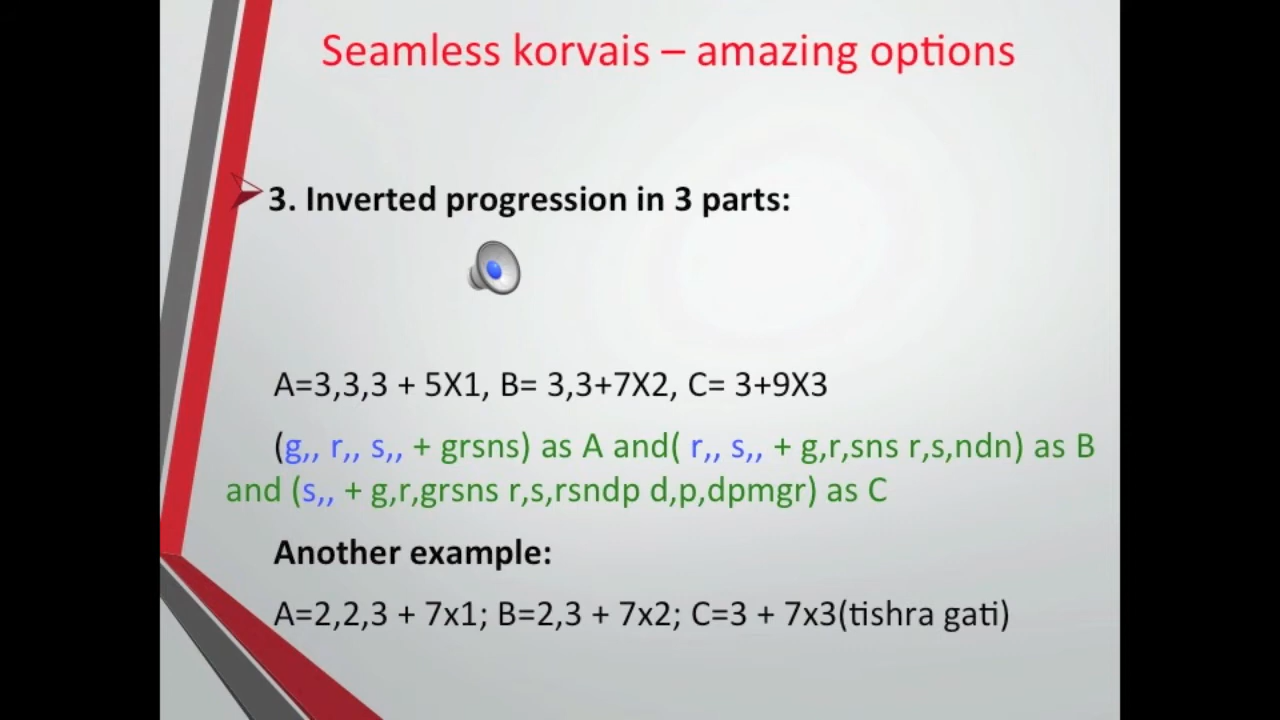 Seamless korvais – amazing options
3. Inverted progression in 3 parts:
A=3,3,3 + 5X1, B= 3,3+7X2, C= 3+9X3
(g,, r,, s,, + grsns) as A and( r,, s,, + g,r,sns r,s,ndn) as B
and (s,, + g,r,grsns r,s,rsndp d,p,dpmgr) as C
Another example:
A=2,2,3 + 7x1; B=2,3 + 7x2; C=3 + 7x3(tishra gati)